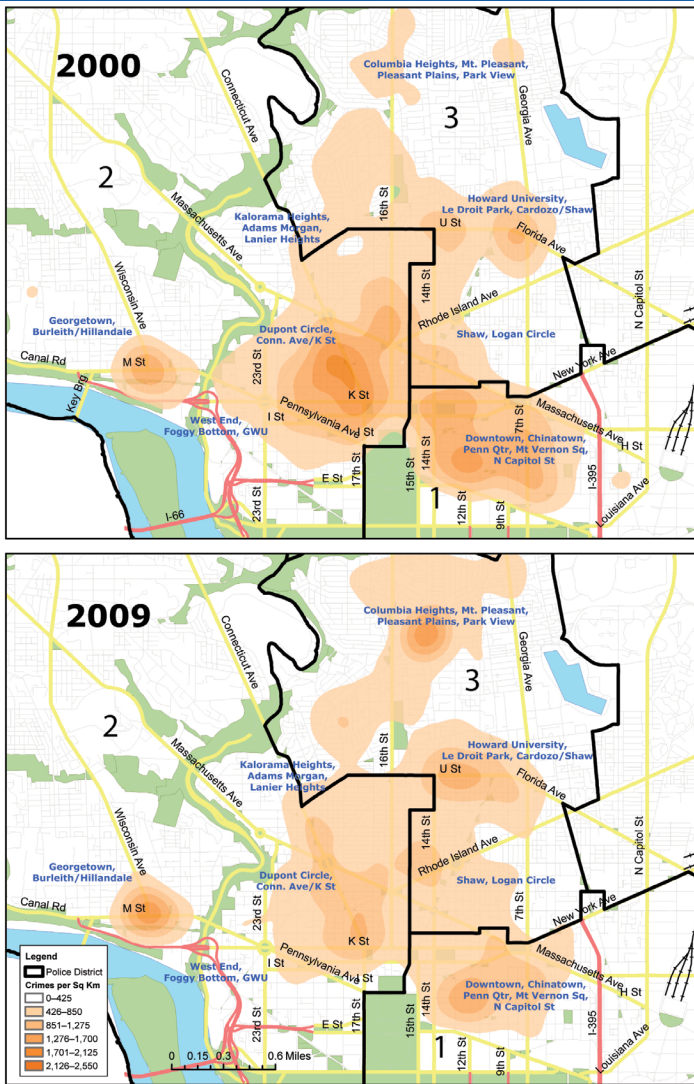 2000
Connecticut Ave
Columbia Heights, Mt. Pleasant,
Pleasant Plains, Park View
Georgia Ave
3
2
Massachusetts Ave
16th St
Howard University,
Le Droit Park, Cardozo/Shaw
Kalorama Heights,
Adams Morgan,
Lanier Heights
U St
Florida Ave
Wisconsin Ave
14th St
Rhode Island Ave
N Capitol St
Georgetown,
Burleith/Hillandale
Dupont Circle,
Conn. Ave/K St
Shaw, Logan Circle
23rd St
Canal Rd
M St
New York Ave
Key Brg
K St
7th St
Massachusetts Ave
I St
Pennsylvania Ave
I St
H St
West End,
Foggy Bottom, GWU
Downtown, Chinatown,
Penn Qtr, Mt Vernon Sq,
N Capitol St
17th St
15th St
14th St
E St
I-395
23rd St
1
Louisiana Ave
I-66
12th St
9th St
2009
Connecticut Ave
Columbia Heights, Mt. Pleasant,
Pleasant Plains, Park View
Georgia Ave
3
2
Massachusetts Ave
16th St
Howard University,
Le Droit Park, Cardozo/Shaw
Kalorama Heights,
Adams Morgan,
Lanier Heights
U St
Florida Ave
Wisconsin Ave
14th St
Rhode Island Ave
N Capitol St
Georgetown,
Burleith/Hillandale
Dupont Circle,
Conn. Ave/K St
Shaw, Logan Circle
23rd St
Canal Rd
M St
7th St
New York Ave
K St
Massachusetts Ave
I St
Pennsylvania Ave
I St
H St
West End,
Foggy Bottom, GWU
Downtown, Chinatown,
Penn Qtr, Mt Vernon Sq,
N Capitol St
17th St
15th St
14th St
E St
I-395
23rd St
1
Louisiana Ave
12th St
9th St
Legend
Police District
Crimes per Sq Km
0–425
426–850
851–1,275
1,276–1,700
1,701–2,125
2,126–2,550
0 0.15 0.3 0.6 Miles